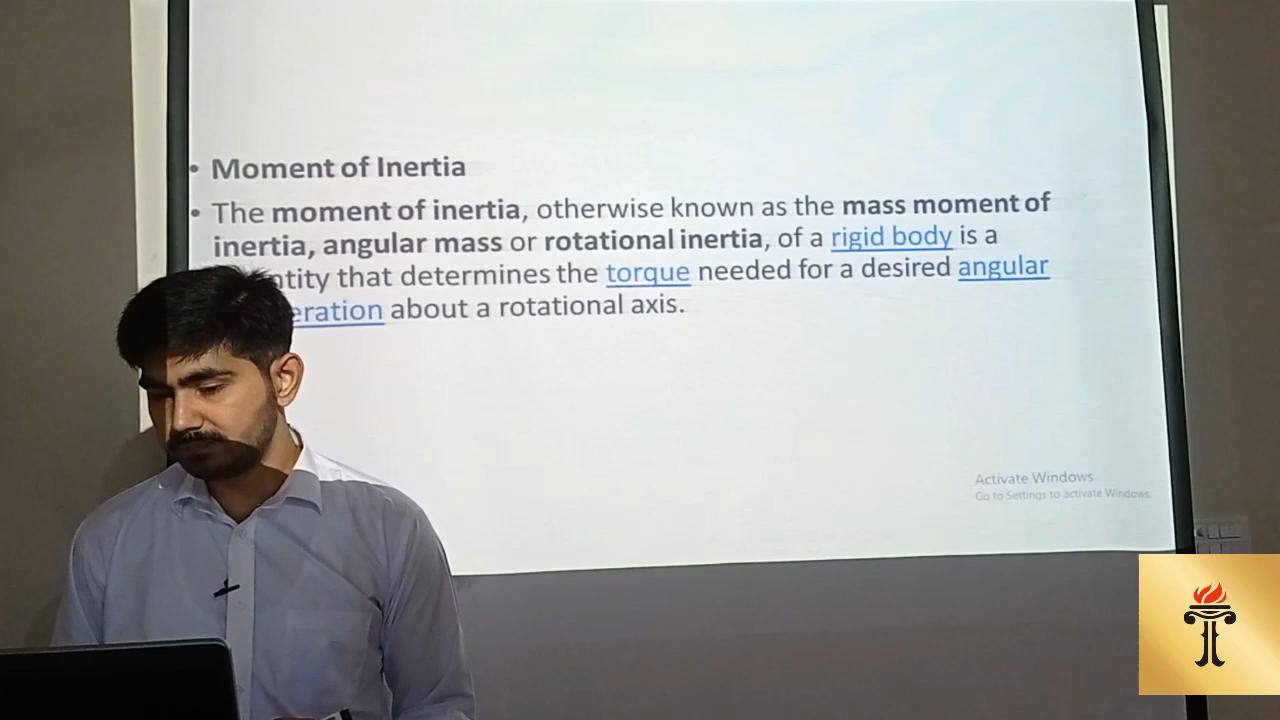 • Moment of Inertia
• The moment of inertia, otherwise known as the mass moment of
inertia, angular mass or rotational inertia, of a rigid body is a
ntity that determines the torque needed for a desired angular
eration about a rotational axis.
Activate Windows
Go to Settings to activate Windows.